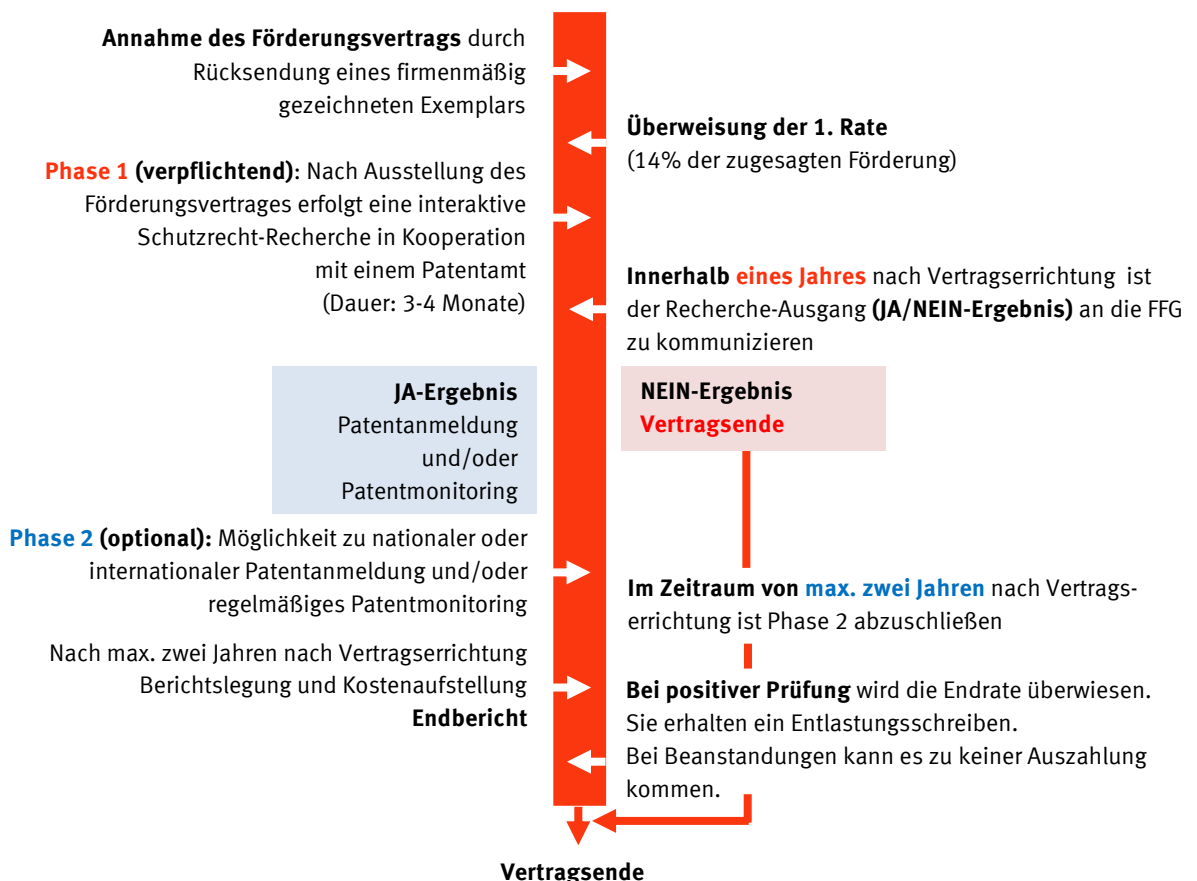 Annahme des Förderungsvertrags durch
Rücksendung eines firmenmäßig
gezeichneten Exemplars
Überweisung der 1. Rate
(14% der zugesagten Förderung)
Phase 1 (verpflichtend): Nach Ausstellung des
Förderungsvertrages erfolgt eine interaktive
Schutzrecht-Recherche in Kooperation
mit einem Patentamt
(Dauer: 3-4 Monate)
Innerhalb eines Jahres nach Vertragserrichtung ist
der Recherche-Ausgang (JA/NEIN-Ergebnis) an die FFG
zu kommunizieren
JA-Ergebnis
Patentanmeldung
und/oder
Patentmonitoring
NEIN-Ergebnis
Vertragsende
Phase 2 (optional): Möglichkeit zu nationaler oder
internationaler Patentanmeldung und/oder
regelmäßiges Patentmonitoring
Im Zeitraum von max. zwei Jahren nach Vertrags-
errichtung ist Phase 2 abzuschließen
Nach max. zwei Jahren nach Vertragserrichtung
Berichtslegung und Kostenaufstellung
Endbericht
Bei positiver Prüfung wird die Endrate überwiesen.
Sie erhalten ein Entlastungsschreiben.
Bei Beanstandungen kann es zu keiner Auszahlung
kommen.
Vertragsende